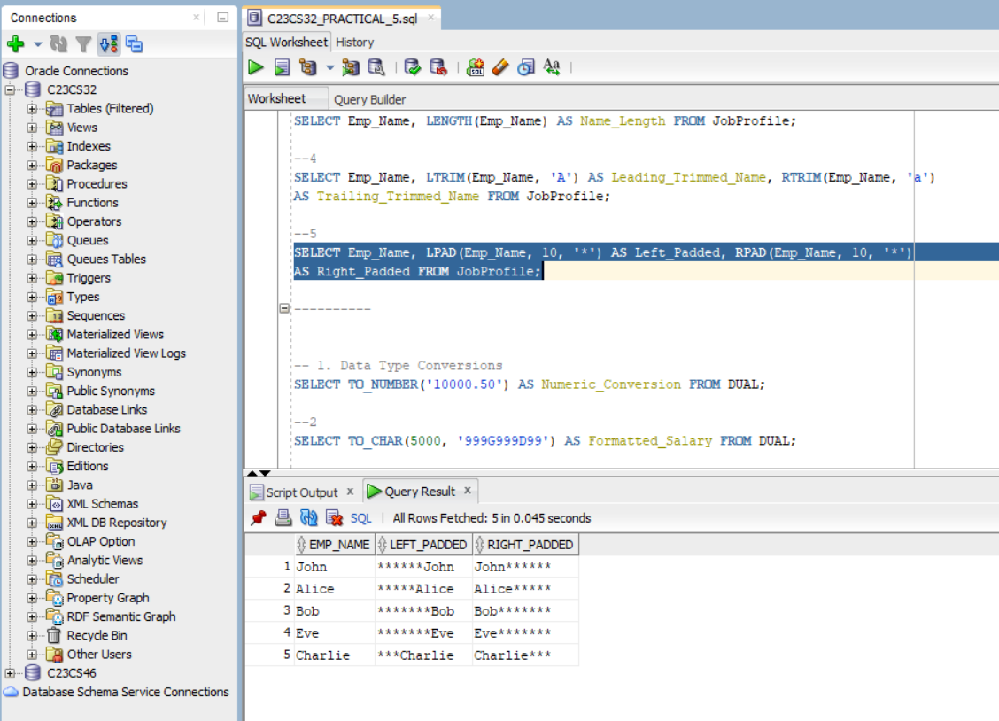 Connections
Oracle Connections
C23CS32
Tables (Filtered)
Views
Indexes
Packages
Procedures
Functions
Operators
Queues
Queues Tables
Triggers
Types
Sequences
Materialized Views
Materialized View Logs
Synonyms
Public Synonyms
Database Links
Public Database Links
Directories
Editions
Java
XML Schemas
XML DB Repository
OLAP Option
Analytic Views
Scheduler
Property Graph
RDF Semantic Graph
Recycle Bin
Other Users
C23CS46
Database Schema Service Connections
C23CS32_PRACTICAL_5.sql
SQL Worksheet History
Worksheet Query Builder
SELECT Emp_Name, LENGTH(Emp_Name) AS Name_Length FROM JobProfile;
--4
SELECT Emp_Name, LTRIM(Emp_Name, 'A') AS Leading_Trimmed_Name, RTRIM(Emp_Name, 'a')
AS Trailing_Trimmed_Name FROM JobProfile;
--5
SELECT Emp_Name, LPAD(Emp_Name, 10, '*') AS Left_Padded, RPAD(Emp_Name, 10, '*')
AS Right_Padded FROM JobProfile;
----------
-- 1. Data Type Conversions
SELECT TO_NUMBER('10000.50') AS Numeric_Conversion FROM DUAL;
--2
SELECT TO_CHAR(5000, '999G999D99') AS Formatted_Salary FROM DUAL;
Script Output x Query Result x
SQL | All Rows Fetched: 5 in 0.045 seconds
EMP_NAME LEFT_PADDED RIGHT_PADDED
1 John ******John John******
2 Alice *****Alice Alice*****
3 Bob *******Bob Bob*******
4 Eve *******Eve Eve*******
5 Charlie ***Charlie Charlie***